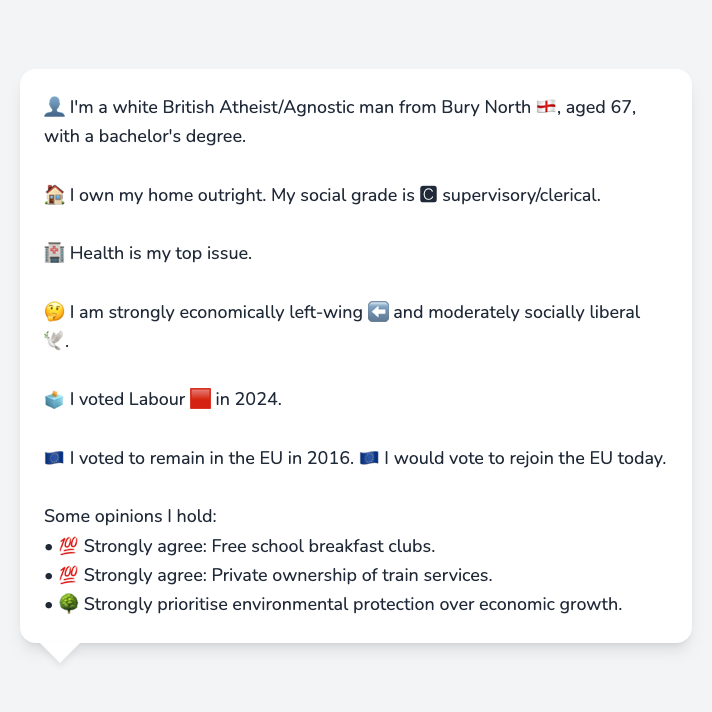 👤 I'm a white British Atheist/Agnostic man from Bury North 🏴󠁧󠁢󠁥󠁮󠁧󠁿, aged 67,
with a bachelor's degree.
🏠 I own my home outright. My social grade is 🅲 supervisory/clerical.
🏥 Health is my top issue.
🤔 I am strongly economically left-wing ⬅️ and moderately socially liberal
🕊️.
🗳️ I voted Labour 🟥 in 2024.
🇪🇺 I voted to remain in the EU in 2016. 🇪🇺 I would vote to rejoin the EU today.
Some opinions I hold:
• 💯 Strongly agree: Free school breakfast clubs.
• 💯 Strongly agree: Private ownership of train services.
• 🌳 Strongly prioritise environmental protection over economic growth.